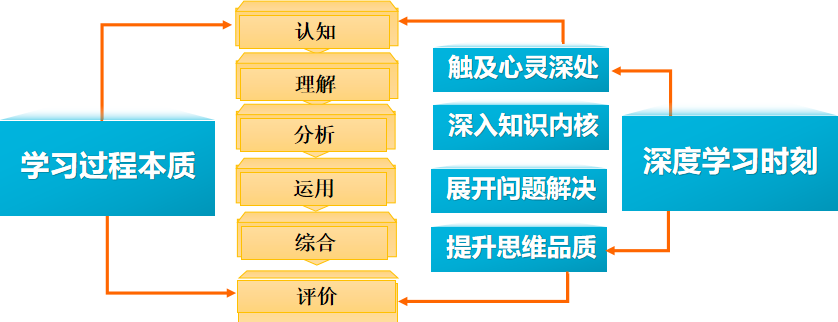 学习过程本质
认知
理解
分析
运用
综合
评价
触及心灵深处
深入知识内核
展开问题解决
提升思维品质
深度学习时刻